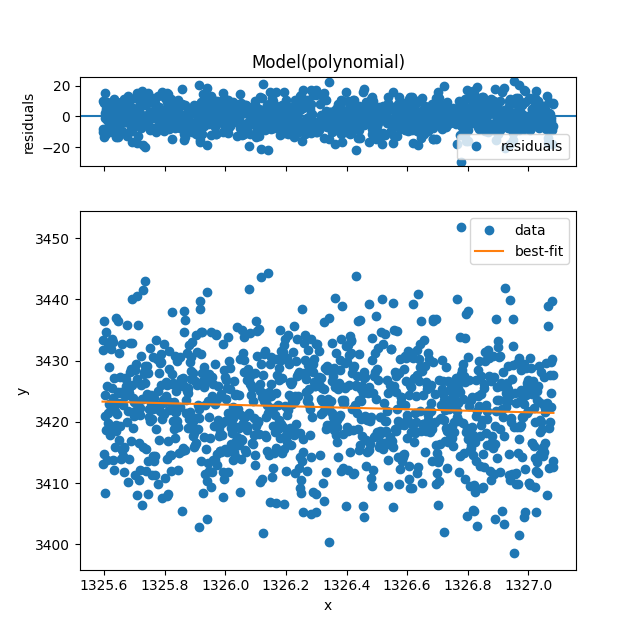 Model(polynomial)
20
0
−20
residuals
residuals
3450
3440
3430
3420
3410
3400
y
data
best-fit
1325.6 1325.8 1326.0 1326.2 1326.4 1326.6 1326.8 1327.0
x